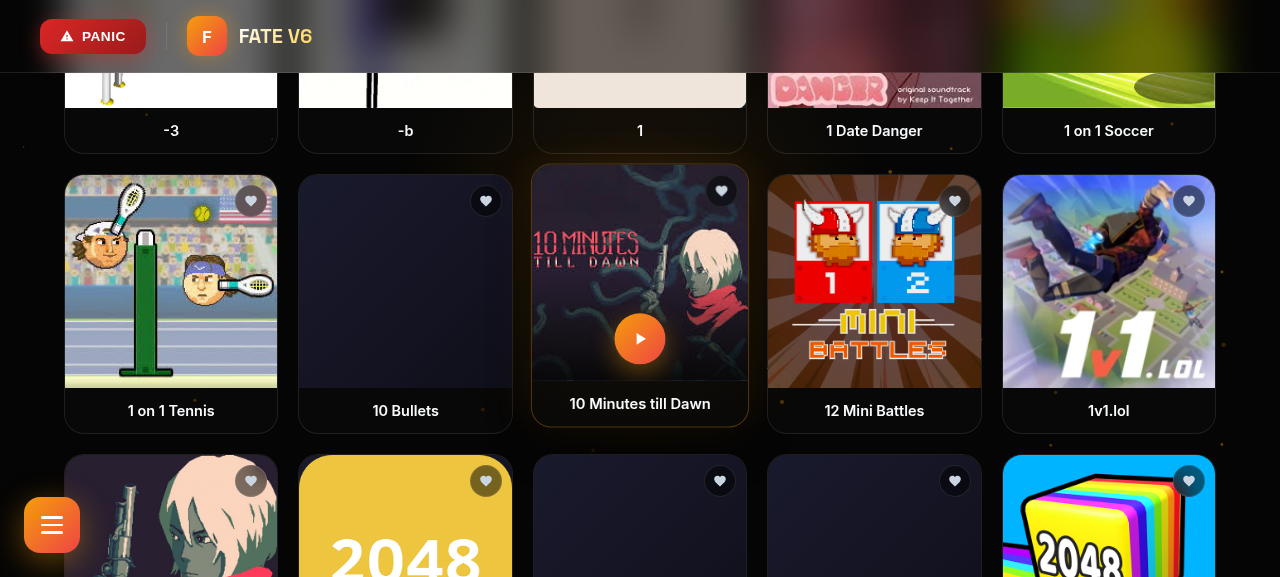 PANIC
F
FATE V6
DANGER
original soundtrack
by Keep It Together
-3
-b
1
1 Date Danger
1 on 1 Soccer
10 MINUTES
TILL DAWN
1
2
MINI
BATTLES
1v1.LOL
1 on 1 Tennis
10 Bullets
10 Minutes till Dawn
12 Mini Battles
1v1.lol
2048
2048